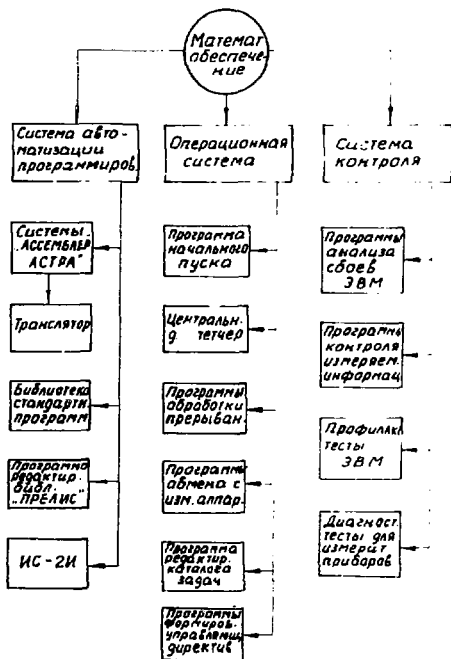 Математ
обеспече-
ние
Система авто-
матизации
программиров.
Операционная
система
Система
контроля
Системы
„АССЕМБЛЕР
АСТРА"
Транслятор
Библиотека
стандартн
программ
Программа
редактир.
библ.
„ПРЕЛИС"
ИС-2И
Программа
начального
пуска
Центральн.
д тетчер
Программы
обработки
прерыван.
Программы
обмена с
изм. аппар.
Программа
редактир.
каталога
задач
Программы
формиров.
управляющ
директив
Программы
анализа
сбоев
ЭВМ
Программы
контроля
измеряем.
информац.
Профилакт
тесты
ЭВМ
Диагност.
тесты для
измерит
приборов